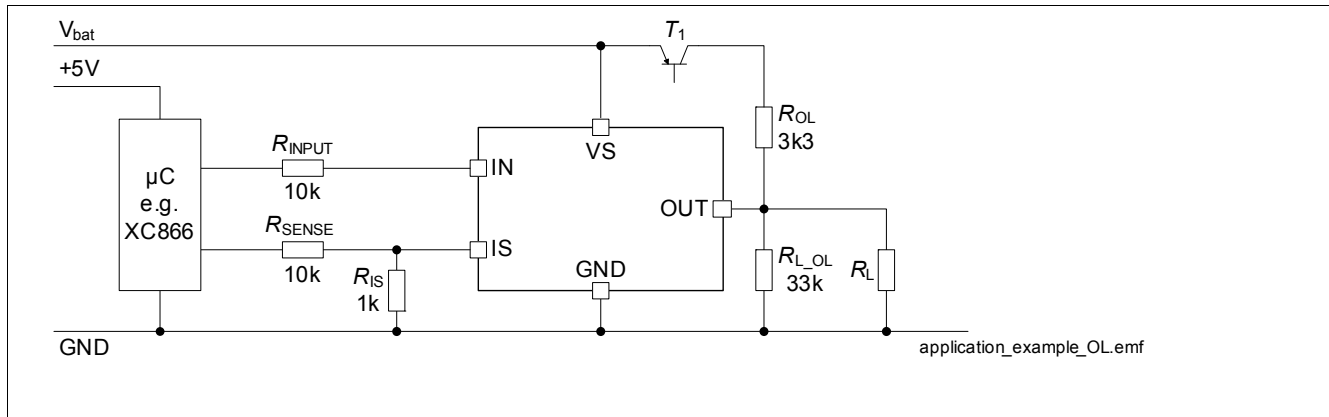 Vbat
T1
+5V
ROL
3k3
µC
e.g.
XC866
RINPUT
10k
IN
VS
OUT
RSENSE
10k
IS
RIS
1k
GND
RL_OL
33k
RL
GND
application_example_OL.emf